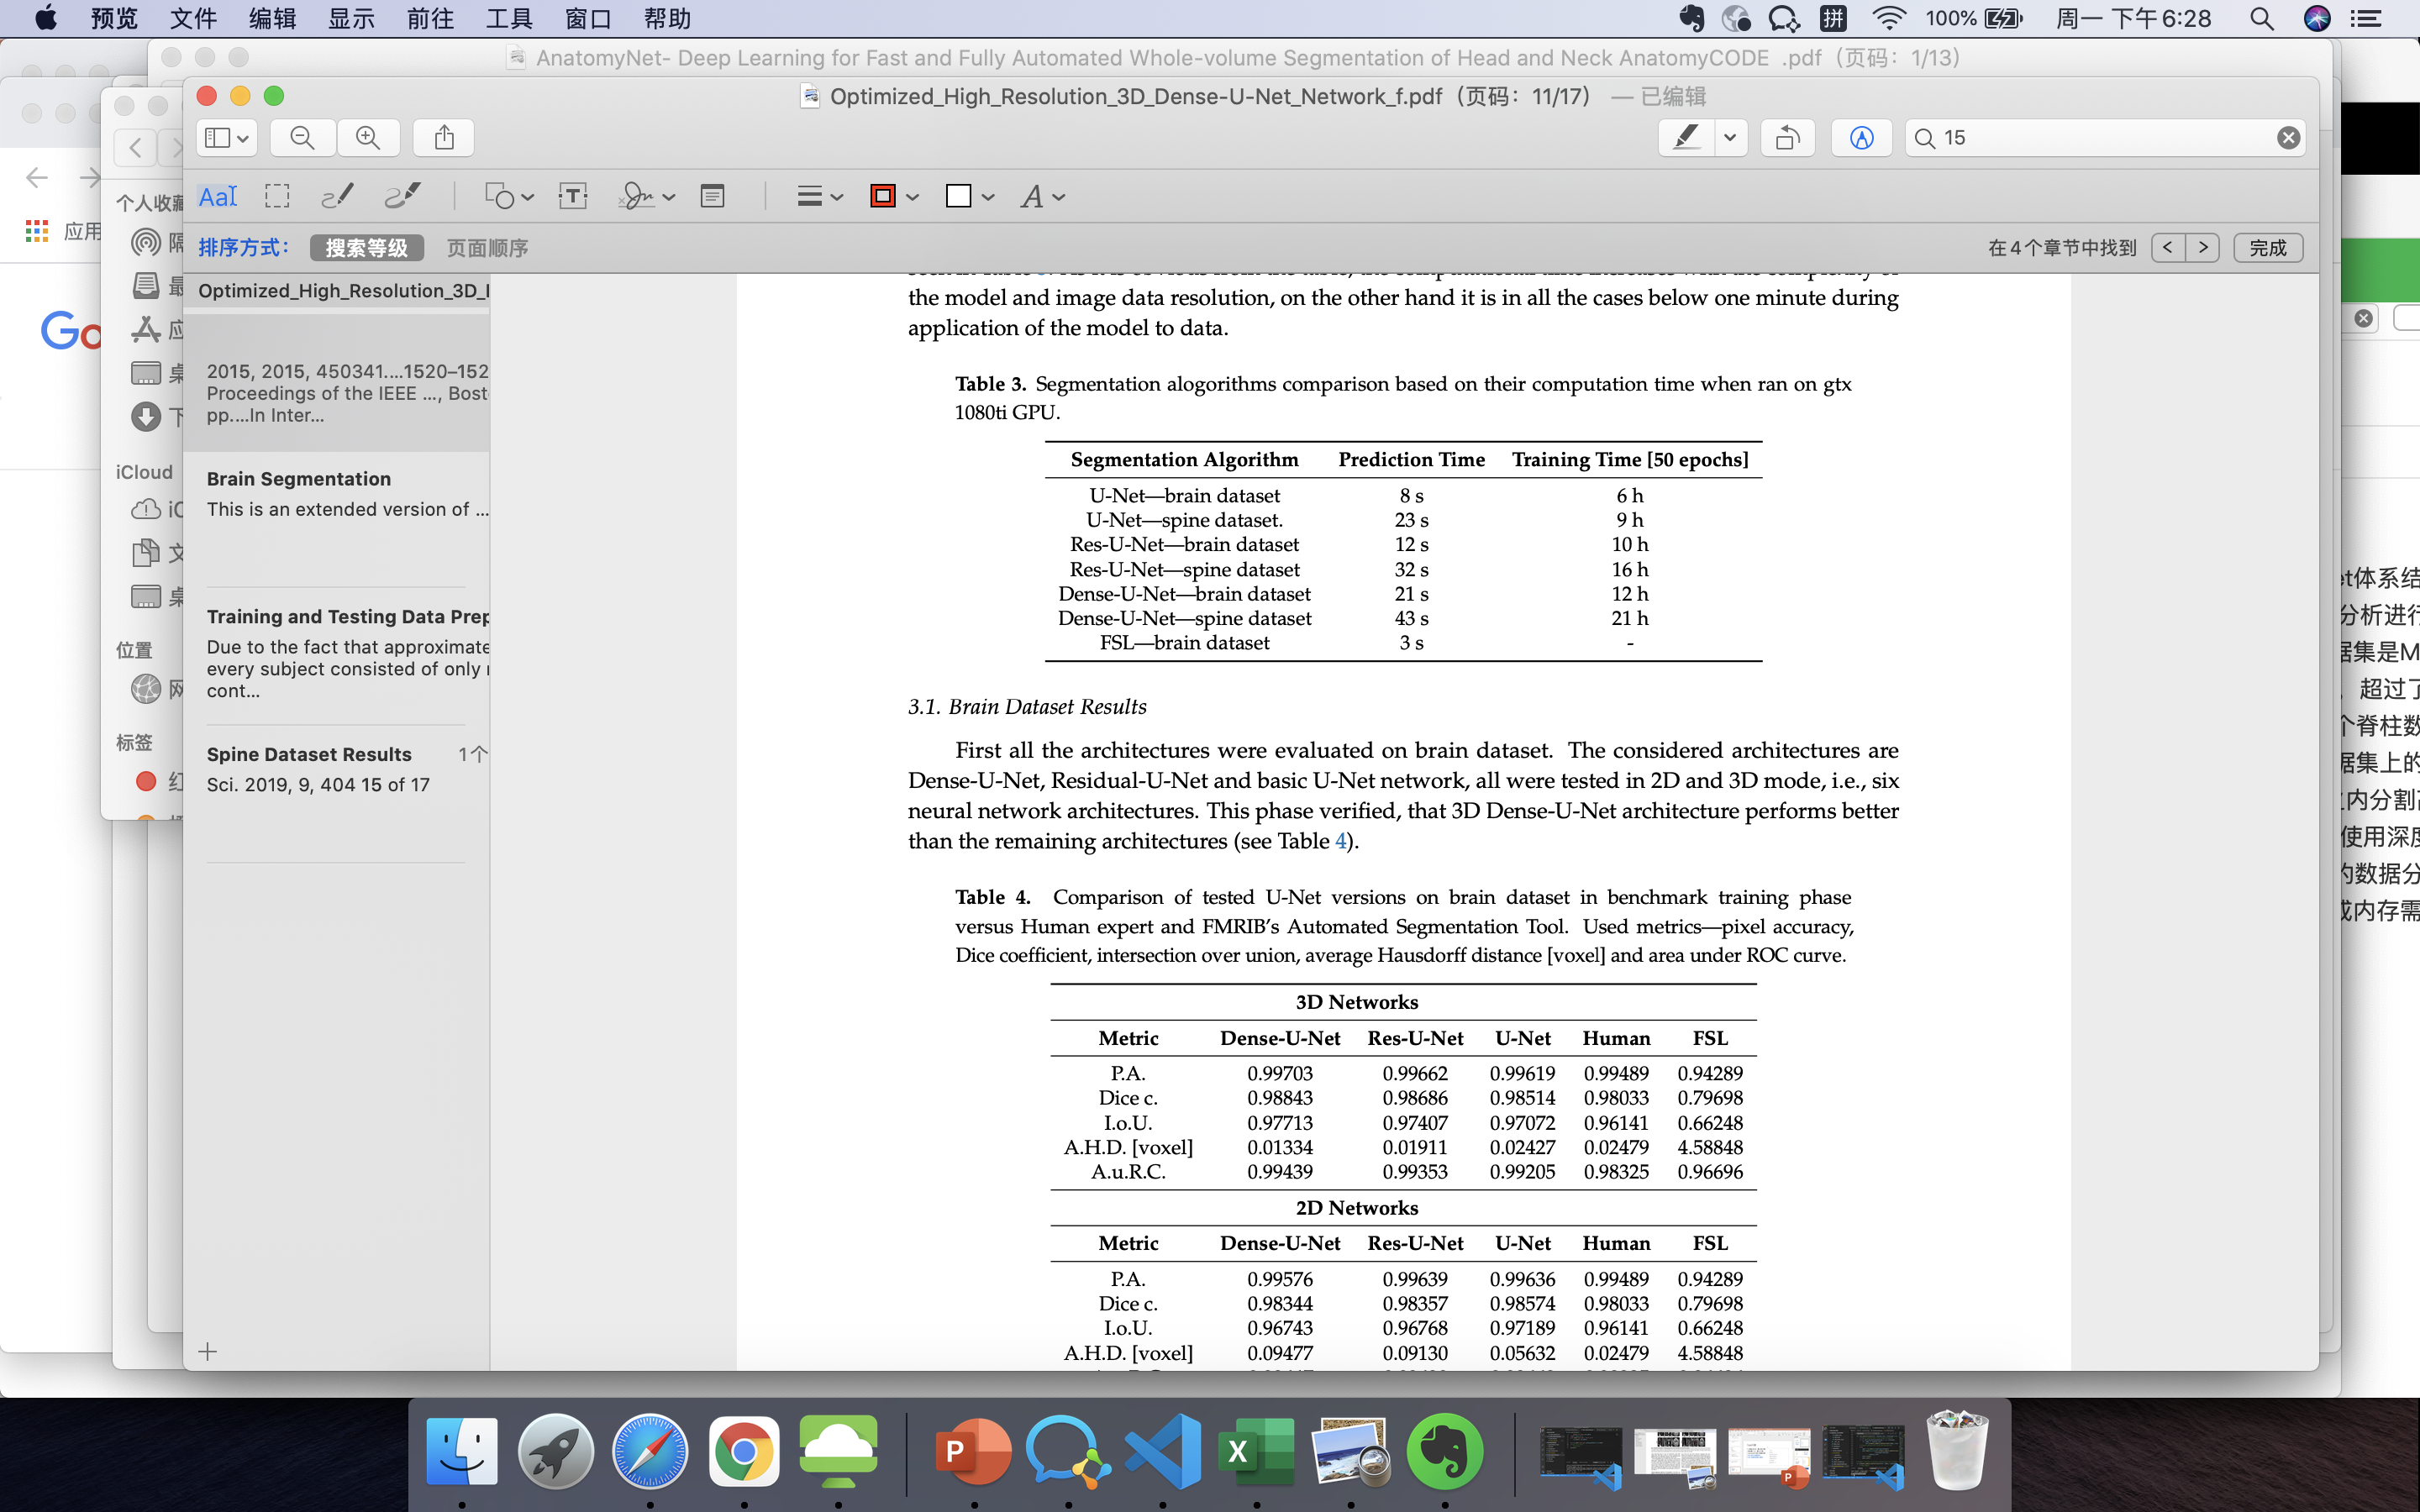 预览 文件 编辑 显示 前往 工具 窗口 帮助 拼 100% 周一 下午6:28
AnatomyNet- Deep Learning for Fast and Fully Automated Whole-volume Segmentation of Head and Neck AnatomyCODE .pdf（页码：1/13）
Optimized_High_Resolution_3D_Dense-U-Net_Network_f.pdf（页码：11/17） — 已编辑
15
排序方式： 搜索等级 页面顺序 在4个章节中找到 < > 完成
应用
Go
个人收藏
iCloud
位置
标签
Optimized_High_Resolution_3D_
2015, 2015, 450341....1520–152
Proceedings of the IEEE ..., Bost
pp....In Inter...
Brain Segmentation
This is an extended version of ...
Training and Testing Data Prep
Due to the fact that approximate
every subject consisted of only
cont...
Spine Dataset Results 1个
Sci. 2019, 9, 404 15 of 17
the model and image data resolution, on the other hand it is in all the cases below one minute during
application of the model to data.
Table 3. Segmentation alogorithms comparison based on their computation time when ran on gtx
1080ti GPU.
Segmentation Algorithm Prediction Time Training Time [50 epochs]
U-Net—brain dataset 8 s 6 h
U-Net—spine dataset. 23 s 9 h
Res-U-Net—brain dataset 12 s 10 h
Res-U-Net—spine dataset 32 s 16 h
Dense-U-Net—brain dataset 21 s 12 h
Dense-U-Net—spine dataset 43 s 21 h
FSL—brain dataset 3 s -
3.1. Brain Dataset Results
First all the architectures were evaluated on brain dataset. The considered architectures are
Dense-U-Net, Residual-U-Net and basic U-Net network, all were tested in 2D and 3D mode, i.e., six
neural network architectures. This phase verified, that 3D Dense-U-Net architecture performs better
than the remaining architectures (see Table 4).
Table 4. Comparison of tested U-Net versions on brain dataset in benchmark training phase
versus Human expert and FMRIB's Automated Segmentation Tool. Used metrics—pixel accuracy,
Dice coefficient, intersection over union, average Hausdorff distance [voxel] and area under ROC curve.
3D Networks
Metric Dense-U-Net Res-U-Net U-Net Human FSL
P.A. 0.99703 0.99662 0.99619 0.99489 0.94289
Dice c. 0.98843 0.98686 0.98514 0.98033 0.79698
I.o.U. 0.97713 0.97407 0.97072 0.96141 0.66248
A.H.D. [voxel] 0.01334 0.01911 0.02427 0.02479 4.58848
A.u.R.C. 0.99439 0.99353 0.99205 0.98325 0.96696
2D Networks
Metric Dense-U-Net Res-U-Net U-Net Human FSL
P.A. 0.99576 0.99639 0.99636 0.99489 0.94289
Dice c. 0.98344 0.98357 0.98574 0.98033 0.79698
I.o.U. 0.96743 0.96768 0.97189 0.96141 0.66248
A.H.D. [voxel] 0.09477 0.09130 0.05632 0.02479 4.58848
et体系结
分析进行
据集是M
超过了
个脊柱数
据集上的
内分割
使用深度
的数据分
或内存需